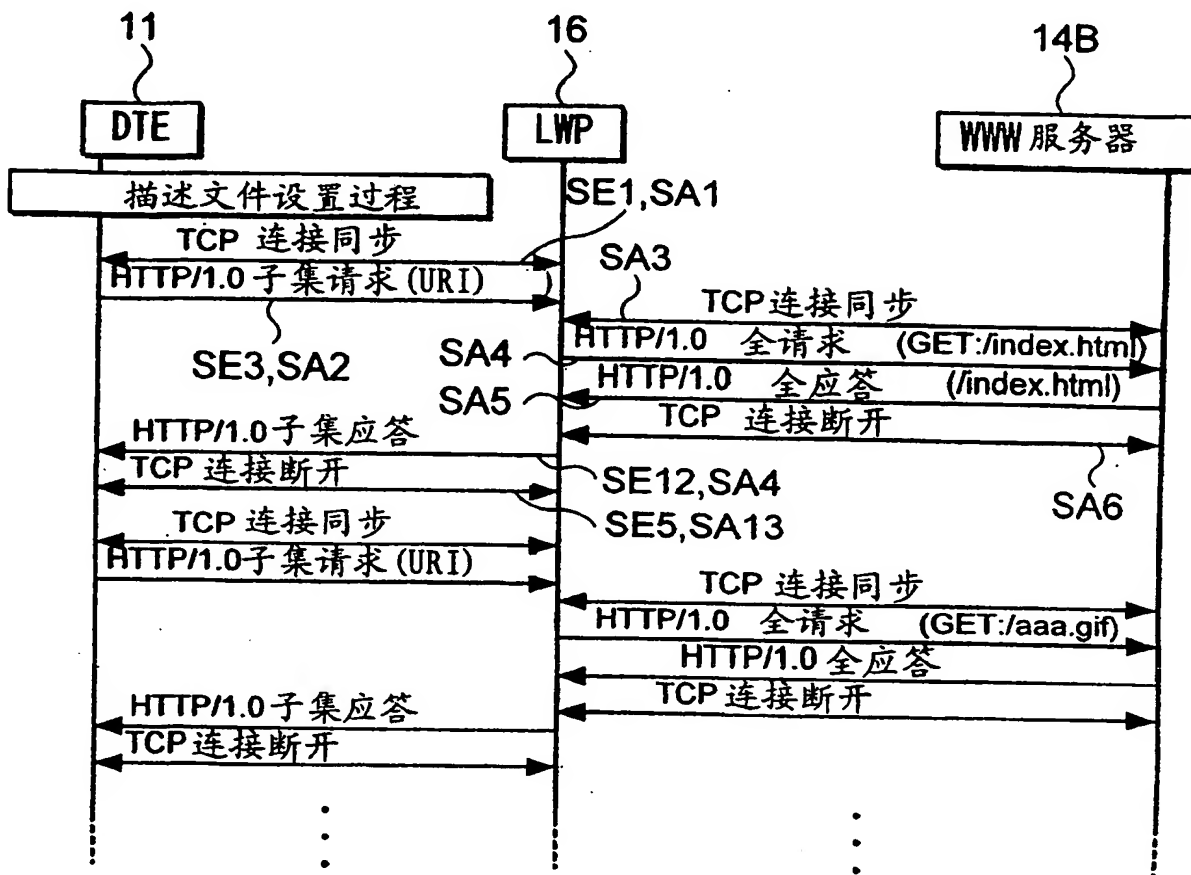 11
16
14B
DTE
LWP
WWW 服务器
描述文件设置过程
SE1,SA1
TCP 连接同步
SA3
HTTP/1.0 子集请求(URI)
TCP连接同步
HTTP/1.0 全请求 (GET:/index.html)
SE3,SA2
SA4
HTTP/1.0 全应答 (/index.html)
SA5
TCP 连接断开
HTTP/1.0子集应答
TCP 连接断开
SE12,SA4
SA6
SE5,SA13
TCP 连接同步
HTTP/1.0子集请求(URI)
TCP 连接同步
HTTP/1.0 全请求 (GET:/aaa.gif)
HTTP/1.0 全应答
TCP 连接断开
HTTP/1.0 子集应答
TCP 连接断开